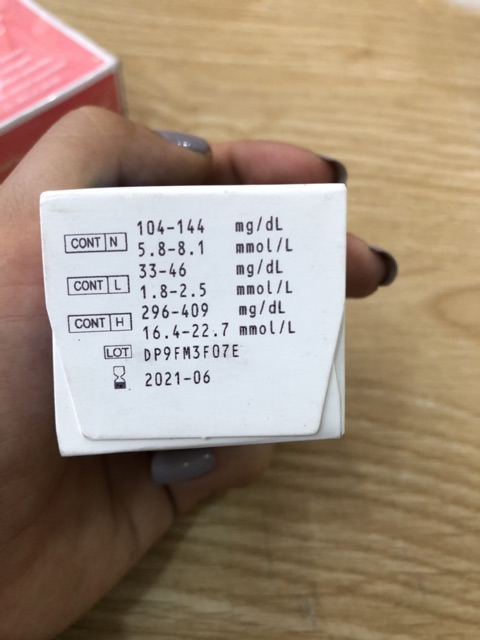 CONT N 104-144 mg/dL
5.8-8.1 mmol/L
CONT L 33-46 mg/dL
1.8-2.5 mmol/L
CONT H 296-409 mg/dL
16.4-22.7 mmol/L
LOT DP9FM3F07E
2021-06